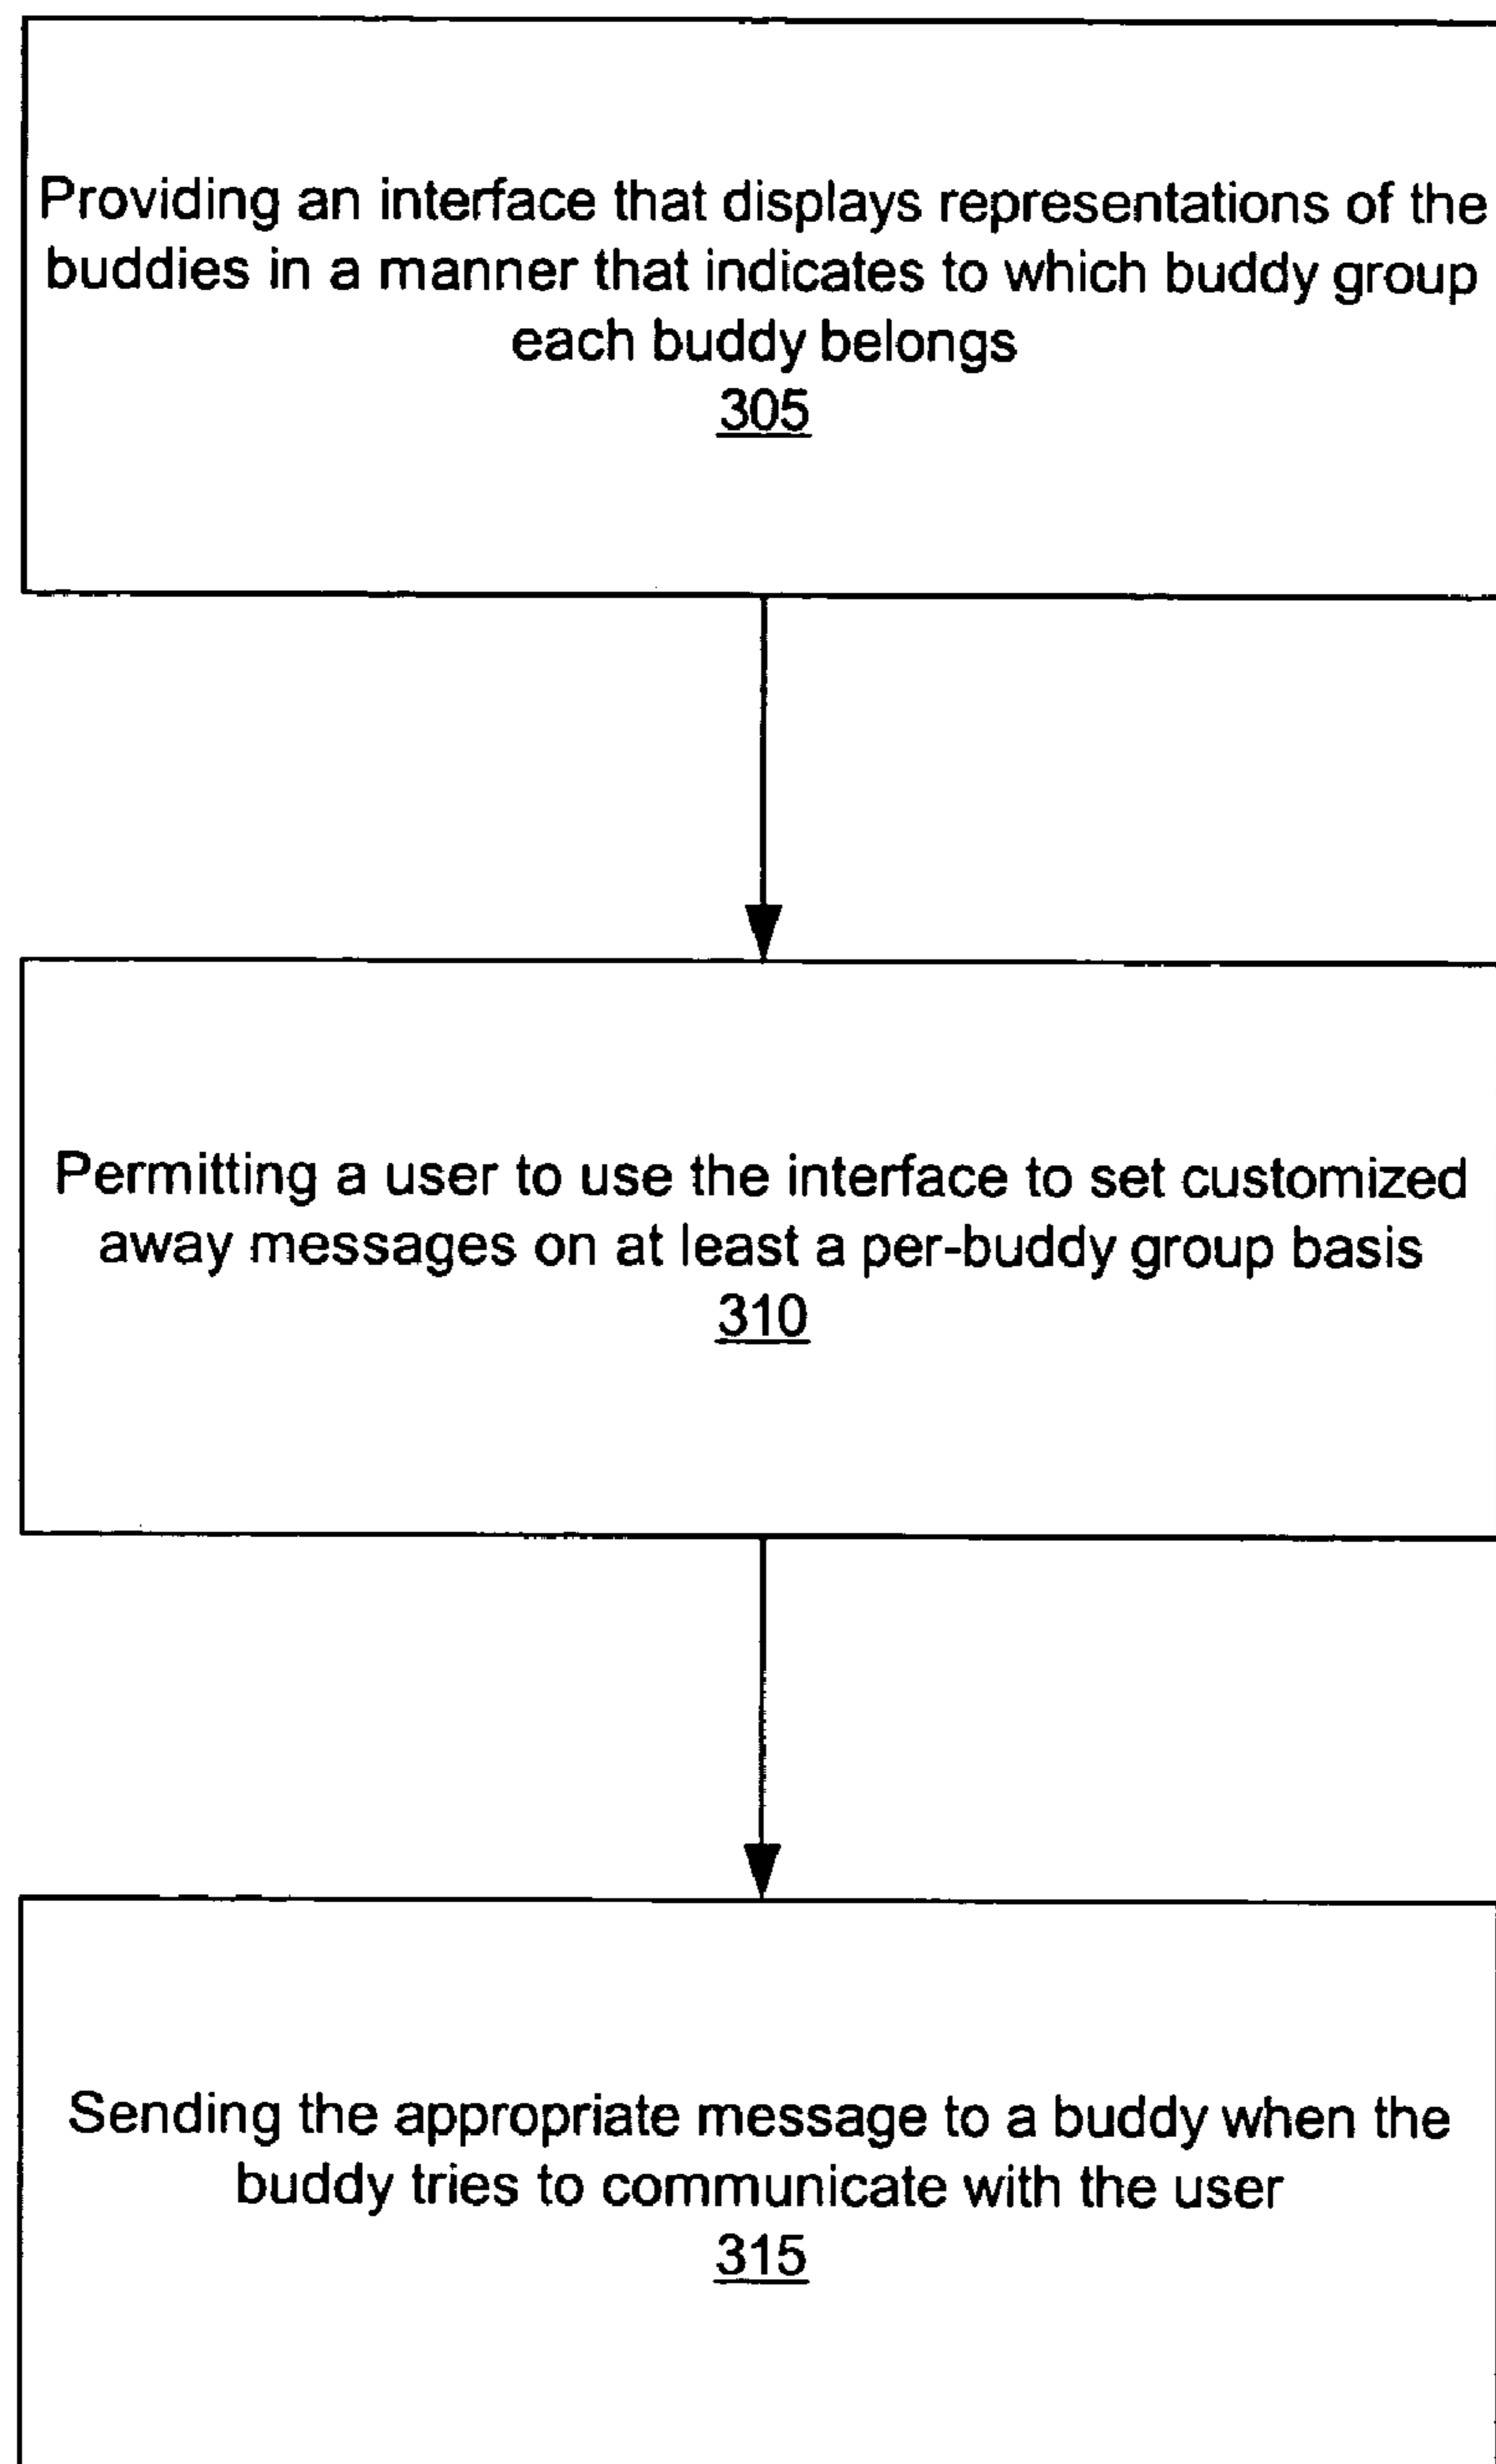 Providing an interface that displays representations of the
buddies in a manner that indicates to which buddy group
each buddy belongs
305
Permitting a user to use the interface to set customized
away messages on at least a per-buddy group basis
310
Sending the appropriate message to a buddy when the
buddy tries to communicate with the user
315